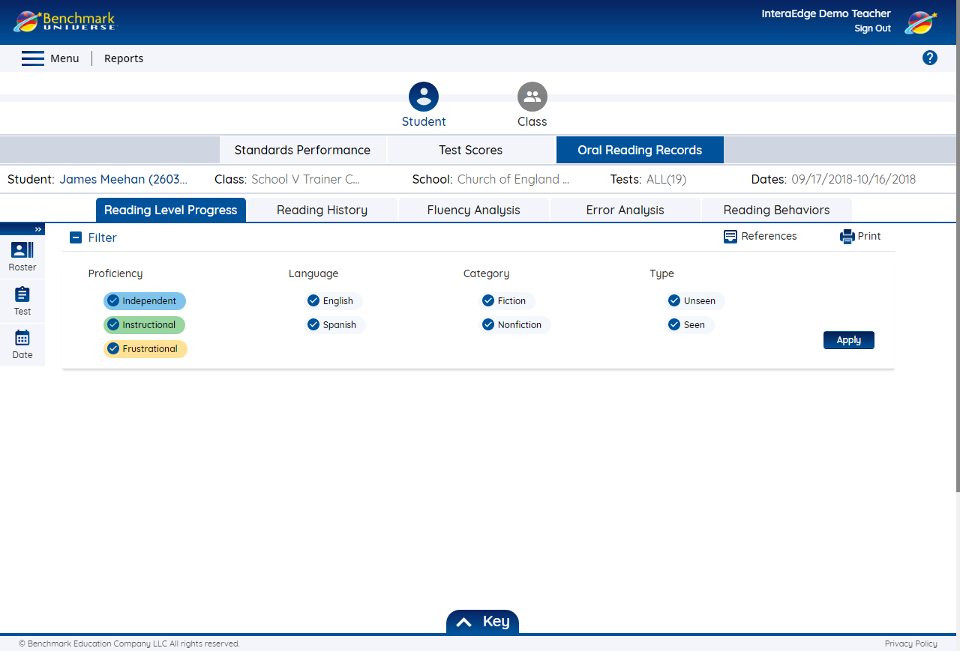 Benchmark
UNIVERSE
InteraEdge Demo Teacher
Sign Out
Menu | Reports
?
Student
Class
Standards Performance
Test Scores
Oral Reading Records
Student: James Meehan (2603...
Class: School V Trainer C...
School: Church of England ...
Tests: ALL(19)
Dates: 09/17/2018-10/16/2018
Reading Level Progress
Reading History
Fluency Analysis
Error Analysis
Reading Behaviors
»
Roster
Test
Date
Filter
References
Print
Proficiency
Independent
Instructional
Frustrational
Language
English
Spanish
Category
Fiction
Nonfiction
Type
Unseen
Seen
Apply
Key
© Benchmark Education Company LLC All rights reserved.
Privacy Policy